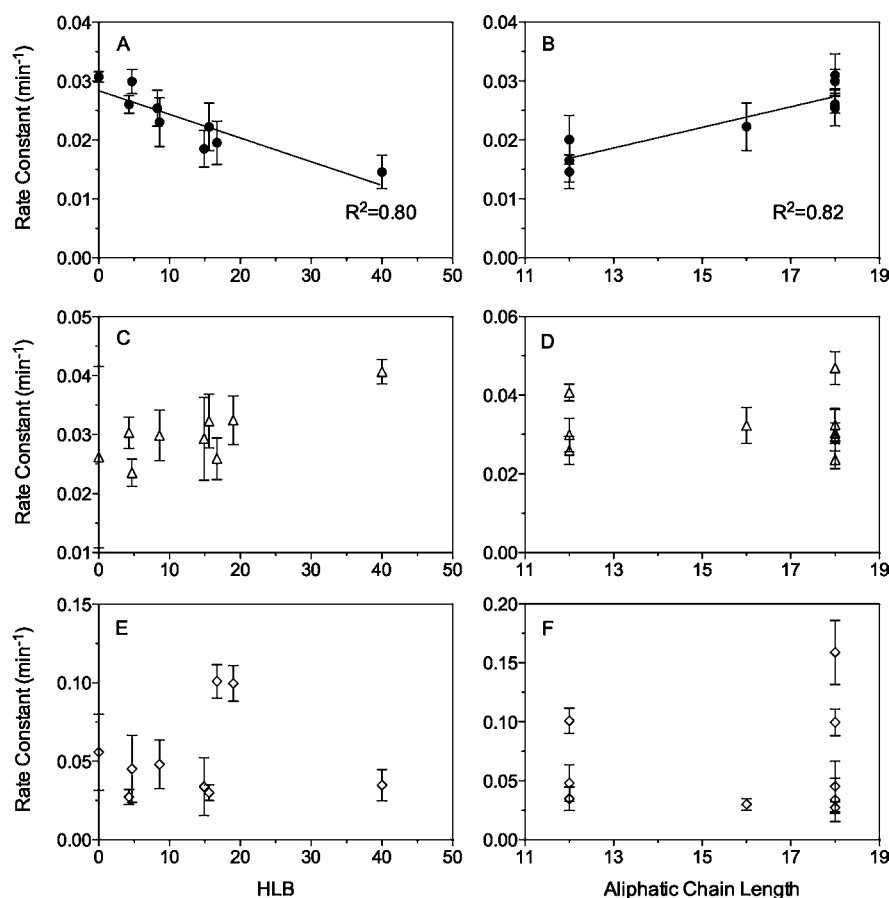 A
Rate Constant (min⁻¹)
0.04
0.03
0.02
0.01
0.00
R²=0.80
0 10 20 30 40 50
B
0.04
0.03
0.02
0.01
0.00
R²=0.82
11 13 15 17 19
C
Rate Constant (min⁻¹)
0.05
0.04
0.03
0.02
0.01
0 10 20 30 40 50
D
0.06
0.04
0.02
0.00
11 13 15 17 19
E
Rate Constant (min⁻¹)
0.15
0.10
0.05
0.00
0 10 20 30 40 50
HLB
F
0.20
0.15
0.10
0.05
0.00
11 13 15 17 19
Aliphatic Chain Length